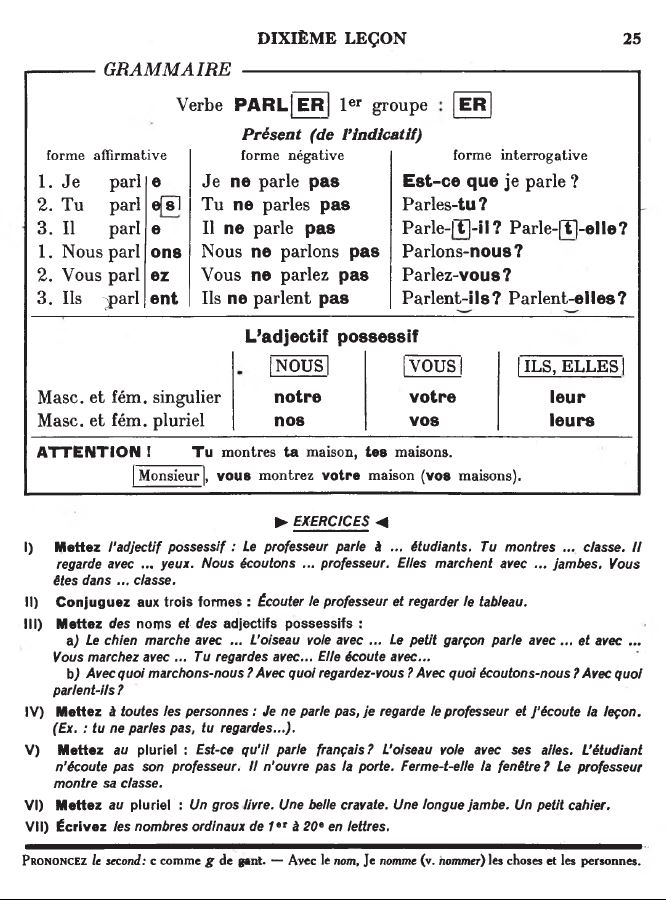 DIXIÈME LEÇON 25
GRAMMAIRE
Verbe PARL ER 1er groupe : ER
Présent (de l'indicatif)
forme affirmative forme négative forme interrogative
1. Je parl e Je ne parle pas Est-ce que je parle ?
2. Tu parl es Tu ne parles pas Parles-tu ?
3. Il parl e Il ne parle pas Parle-t-il ? Parle-t-elle ?
1. Nous parl ons Nous ne parlons pas Parlons-nous ?
2. Vous parl ez Vous ne parlez pas Parlez-vous ?
3. Ils parl ent Ils ne parlent pas Parlent-ils ? Parlent-elles ?
L'adjectif possessif
NOUS VOUS ILS, ELLES
Masc. et fém. singulier notre votre leur
Masc. et fém. pluriel nos vos leurs
ATTENTION ! Tu montres ta maison, tes maisons.
Monsieur, vous montrez votre maison (vos maisons).
► EXERCICES ◄
I) Mettez l'adjectif possessif : Le professeur parle à ... étudiants. Tu montres ... classe. Il
regarde avec ... yeux. Nous écoutons ... professeur. Elles marchent avec ... jambes. Vous
êtes dans ... classe.
II) Conjuguez aux trois formes : Écouter le professeur et regarder le tableau.
III) Mettez des noms et des adjectifs possessifs :
a) Le chien marche avec ... L'oiseau vole avec ... Le petit garçon parle avec ... et avec ...
Vous marchez avec ... Tu regardes avec... Elle écoute avec...
b) Avec quoi marchons-nous ? Avec quoi regardez-vous ? Avec quoi écoutons-nous ? Avec quoi
parlent-ils ?
IV) Mettez à toutes les personnes : Je ne parle pas, je regarde le professeur et j'écoute la leçon.
(Ex. : tu ne parles pas, tu regardes...).
V) Mettez au pluriel : Est-ce qu'il parle français ? L'oiseau vole avec ses ailes. L'étudiant
n'écoute pas son professeur. Il n'ouvre pas la porte. Ferme-t-elle la fenêtre ? Le professeur
montre sa classe.
VI) Mettez au pluriel : Un gros livre. Une belle cravate. Une longue jambe. Un petit cahier.
VII) Écrivez les nombres ordinaux de 1er à 20e en lettres.
PRONONCEZ le second : c comme g de gant. — Avec le nom, Je nomme (v. nommer) les choses et les personnes.